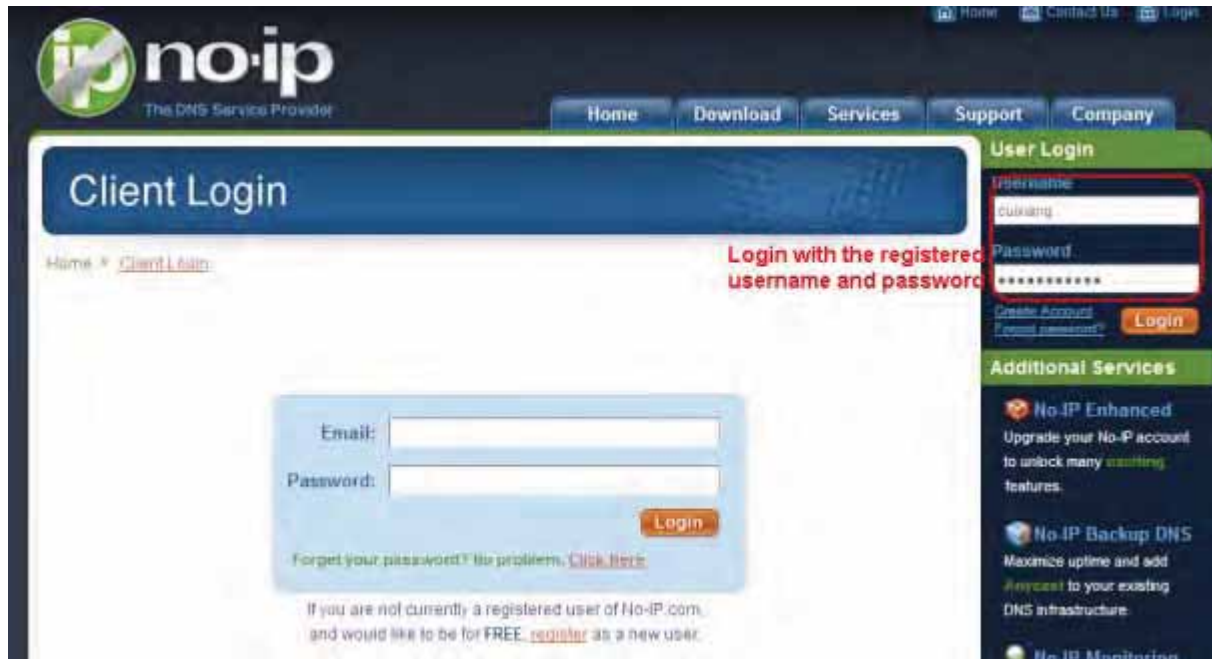 Home Contact Us Login
no·ip
The DNS Service Provider
Home Download Services Support Company
Client Login
Home » Client Login
Login with the registered
username and password
User Login
Username
Password
•••••••••••
Create Account
Forgot password?
Login
Email:
Password:
Login
Forget your password? No problem. Click Here
If you are not currently a registered user of No-IP.com,
and would like to be for FREE, register as a new user.
Additional Services
No-IP Enhanced
Upgrade your No-IP account
to unlock many exciting
features.
No-IP Backup DNS
Maximize uptime and add
Anycast to your existing
DNS infrastructure
No-IP Monitoring